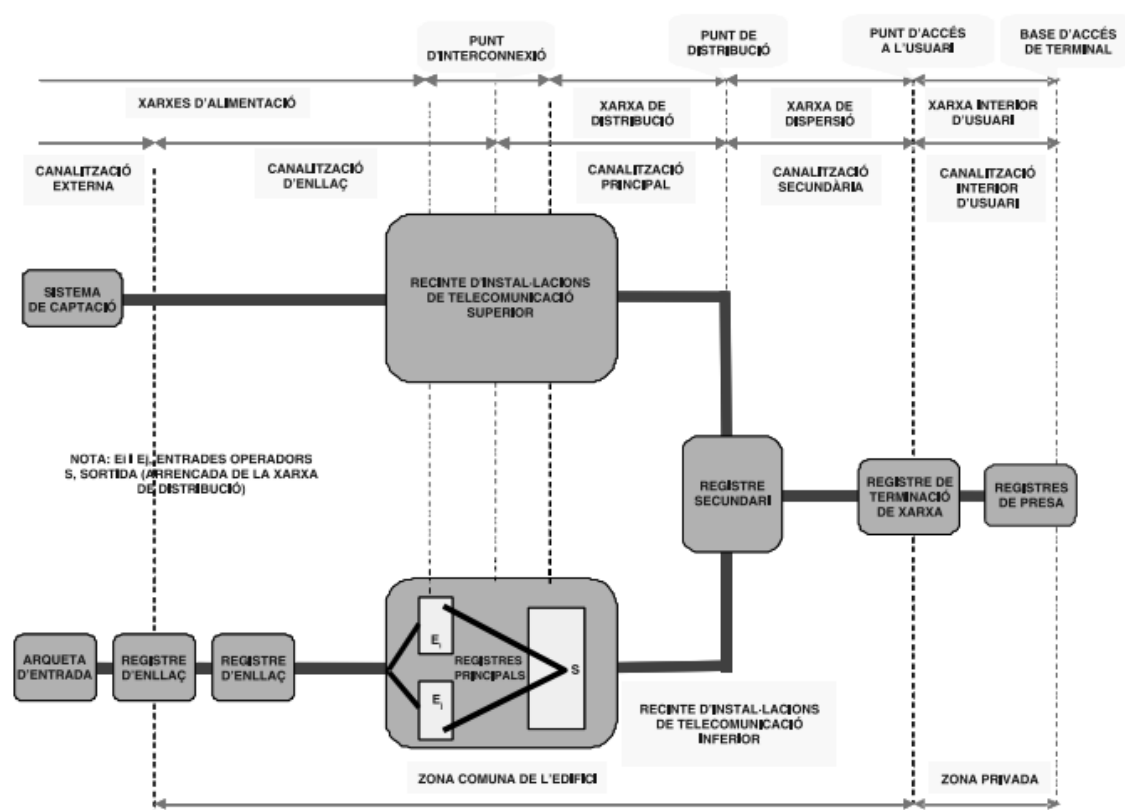 PUNT
D'INTERCONNEXIÓ
PUNT DE
DISTRIBUCIÓ
PUNT D'ACCÉS
A L'USUARI
BASE D'ACCÉS
DE TERMINAL
XARXES D'ALIMENTACIÓ
XARXA DE
DISTRIBUCIÓ
XARXA DE
DISPERSIÓ
XARXA INTERIOR
D'USUARI
CANALITZACIÓ
EXTERNA
CANALITZACIÓ
D'ENLLAÇ
CANALITZACIÓ
PRINCIPAL
CANALITZACIÓ
SECUNDÀRIA
CANALITZACIÓ
INTERIOR
D'USUARI
SISTEMA
DE CAPTACIÓ
RECINTE D'INSTAL·LACIONS
DE TELECOMUNICACIÓ
SUPERIOR
NOTA: Ei I Ej, ENTRADES OPERADORS
S, SORTIDA (ARRENCADA DE LA XARXA
DE DISTRIBUCIÓ)
REGISTRE
SECUNDARI
REGISTRE DE
TERMINACIÓ
DE XARXA
REGISTRES
DE PRESA
ARQUETA
D'ENTRADA
REGISTRE
D'ENLLAÇ
REGISTRE
D'ENLLAÇ
Ei
REGISTRES
PRINCIPALS
S
RECINTE D'INSTAL·LACIONS
DE TELECOMUNICACIÓ
INFERIOR
ZONA COMUNA DE L'EDIFICI
ZONA PRIVADA